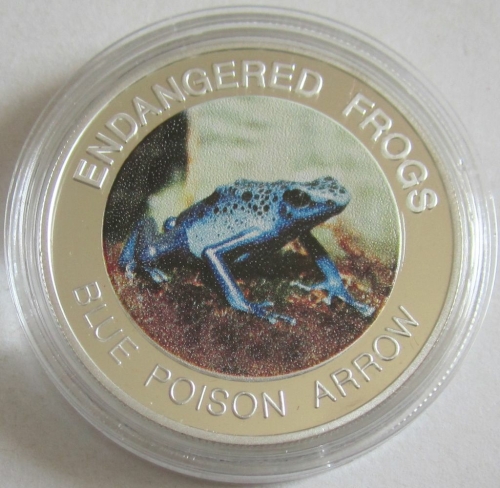 ENDANGERED FROGS
BLUE POISON ARROW